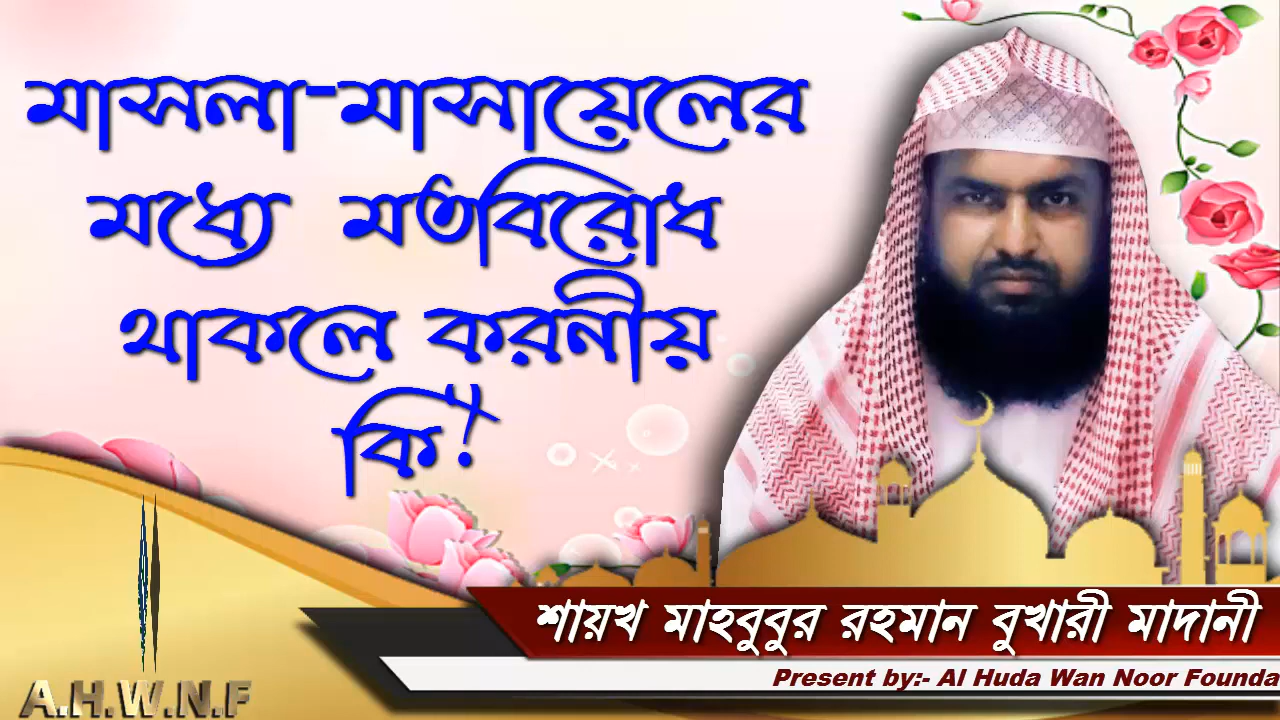 মাসলা-মাসায়েলের
মধ্যে মতবিরোধ
থাকলে করনীয়
কি!
শায়খ মাহবুবুর রহমান বুখারী মাদানী
Present by:- Al Huda Wan Noor Founda
A.H.W.N.F